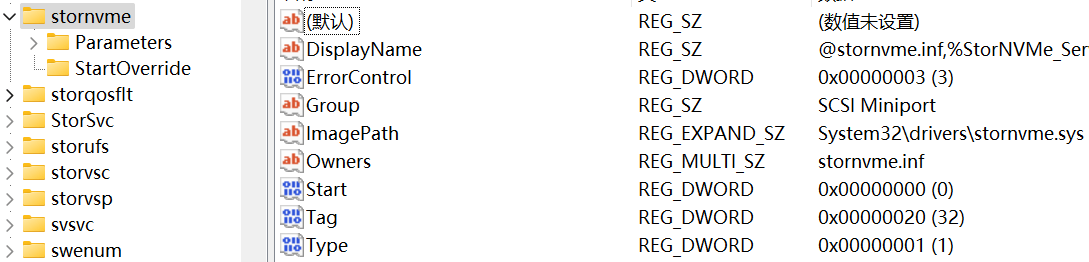 stornvme
Parameters
StartOverride
storqosflt
StorSvc
storufs
storvsc
storvsp
svsvc
swenum
(默认) REG_SZ (数值未设置)
DisplayName REG_SZ @stornvme.inf,%StorNVMe_Ser
ErrorControl REG_DWORD 0x00000003 (3)
Group REG_SZ SCSI Miniport
ImagePath REG_EXPAND_SZ System32\drivers\stornvme.sys
Owners REG_MULTI_SZ stornvme.inf
Start REG_DWORD 0x00000000 (0)
Tag REG_DWORD 0x00000020 (32)
Type REG_DWORD 0x00000001 (1)